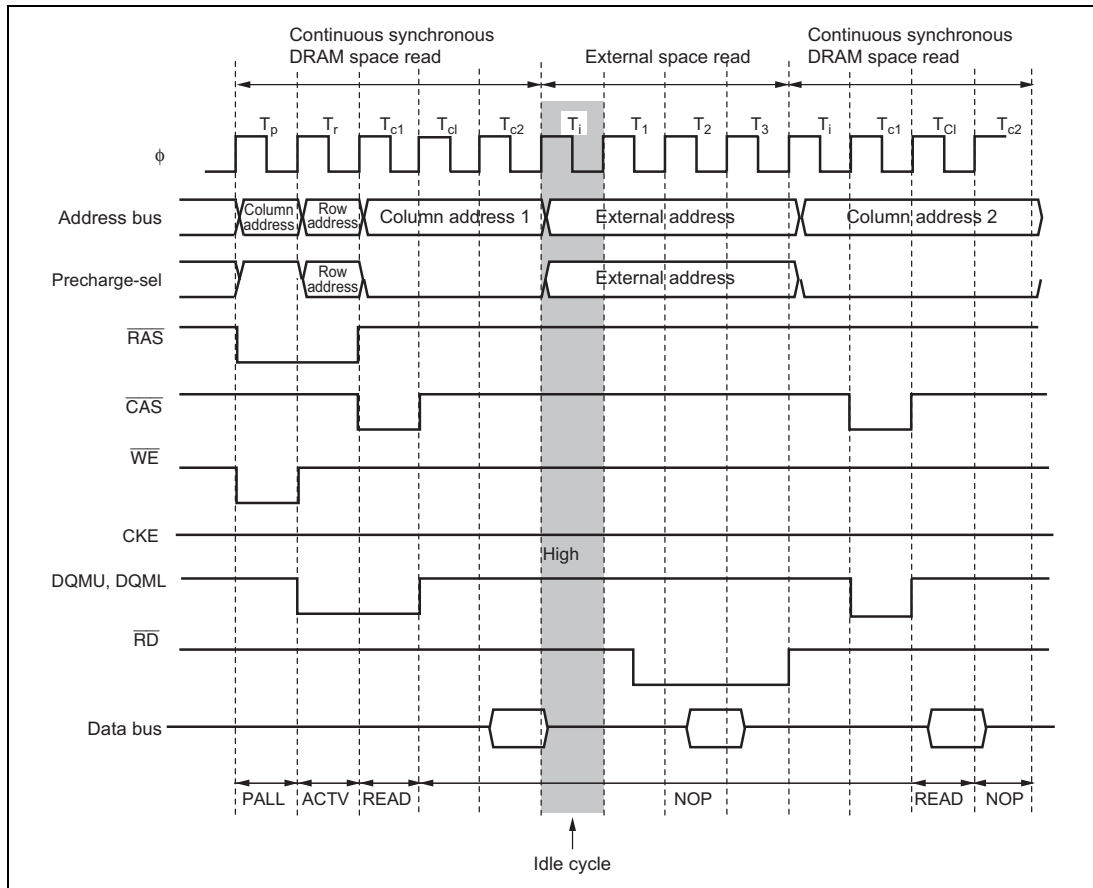 Continuous synchronous
DRAM space read
External space read
Continuous synchronous
DRAM space read
Tp Tr Tc1 Tcl Tc2 Ti T1 T2 T3 Ti Tc1 TCl Tc2
ϕ
Address bus
Column
address
Row
address
Column address 1
External address
Column address 2
Precharge-sel
Row
address
External address
RAS
CAS
WE
CKE
High
DQMU, DQML
RD
Data bus
PALL ACTV READ NOP READ NOP
Idle cycle